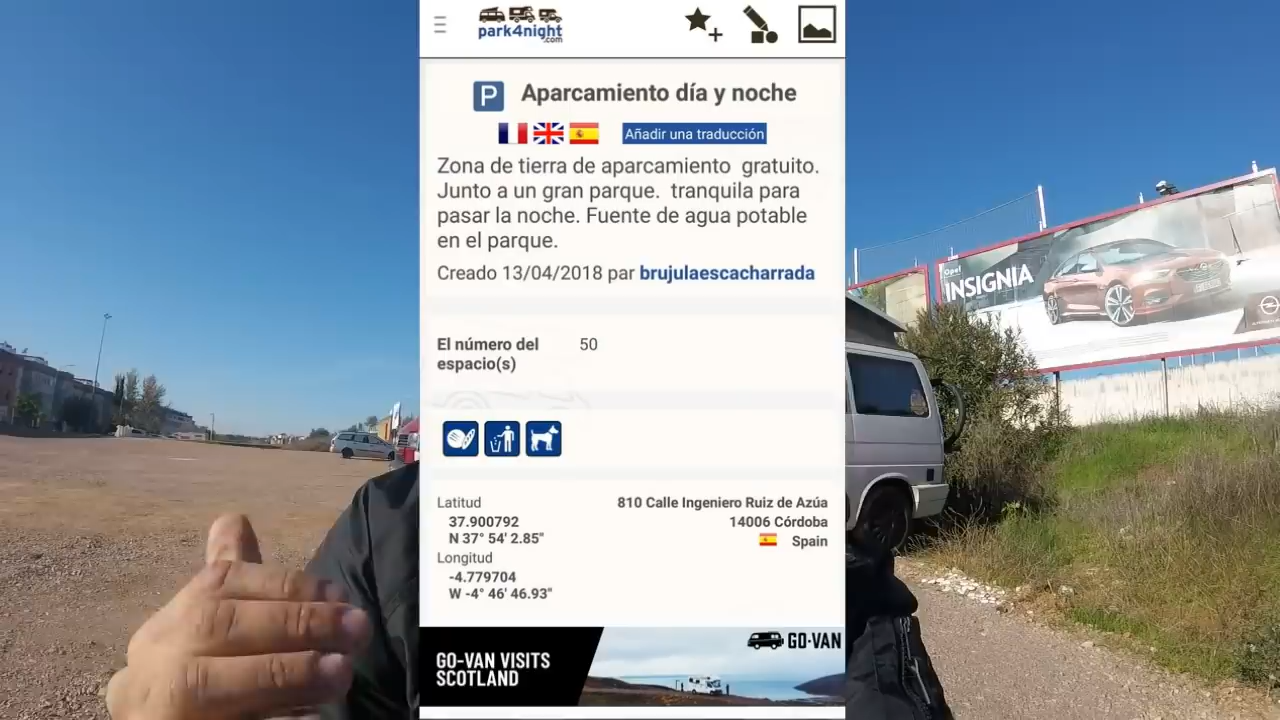 park4night
.com
P
Aparcamiento día y noche
Añadir una traducción
Zona de tierra de aparcamiento gratuito.
Junto a un gran parque. tranquila para
pasar la noche. Fuente de agua potable
en el parque.
Creado 13/04/2018 por brujulaescacharrada
El número del
espacio(s)
50
Latitud
37.900792
N 37° 54' 2.85"
Longitud
-4.779704
W -4° 46' 46.93"
810 Calle Ingeniero Ruiz de Azúa
14006 Córdoba
Spain
GO-VAN VISITS
SCOTLAND
GO-VAN
Opel
INSIGNIA